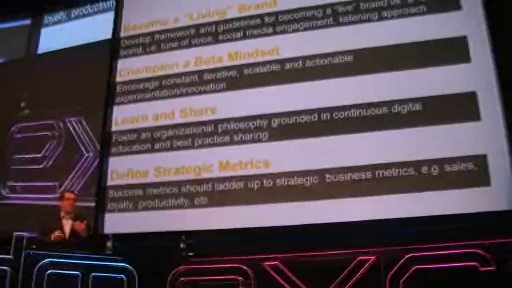 loyalty, productivity
Become a "Living" Brand
Develop framework and guidelines for becoming a "live" brand vs. a
brand, i.e. tone of voice, social media engagement, listening approach
Champion a Beta Mindset
Encourage constant, iterative, scalable and actionable
experimentation/innovation
Learn and Share
Foster an organizational philosophy grounded in continuous digital
education and best practice sharing
Define Strategic Metrics
Success metrics should ladder up to strategic business metrics, e.g. sales,
loyalty, productivity, etc.